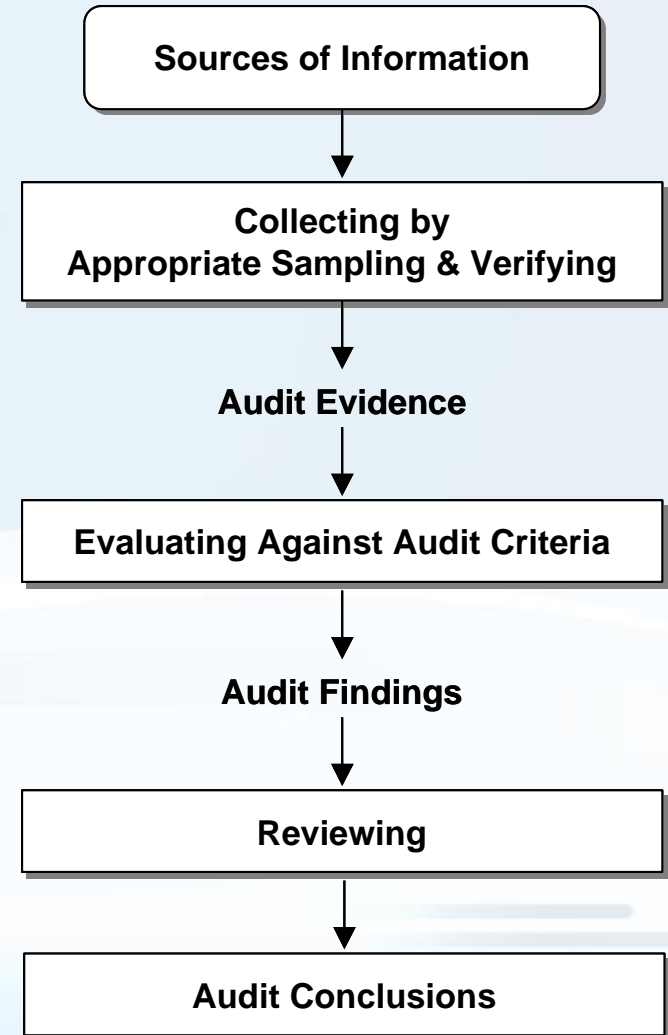 Sources of Information
Collecting by
Appropriate Sampling & Verifying
Audit Evidence
Evaluating Against Audit Criteria
Audit Findings
Reviewing
Audit Conclusions